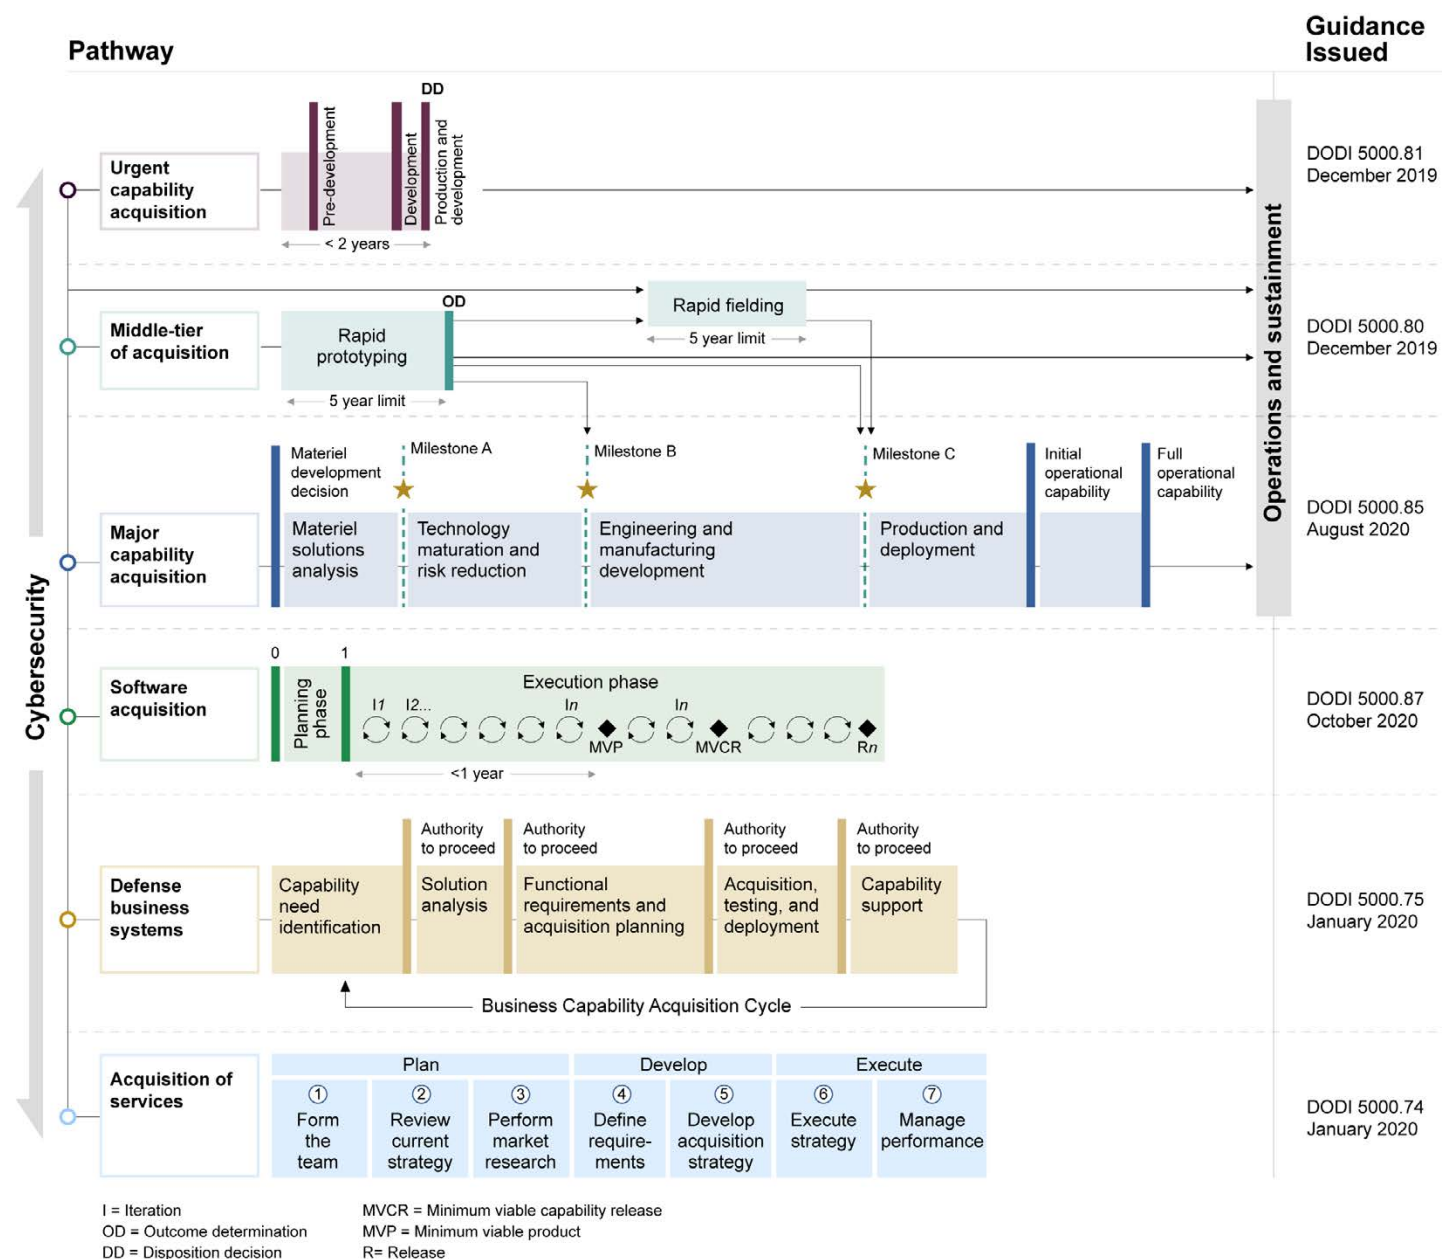 Pathway
Guidance
Issued
Cybersecurity
Operations and sustainment
Urgent
capability
acquisition
Pre-development
Development
DD
Production and
development
< 2 years
DODI 5000.81
December 2019
Middle-tier
of acquisition
Rapid
prototyping
OD
5 year limit
Rapid fielding
5 year limit
DODI 5000.80
December 2019
Major
capability
acquisition
Materiel
development
decision
Milestone A
Milestone B
Milestone C
Initial
operational
capability
Full
operational
capability
Materiel
solutions
analysis
Technology
maturation and
risk reduction
Engineering and
manufacturing
development
Production and
deployment
DODI 5000.85
August 2020
Software
acquisition
0
1
Planning
phase
Execution phase
I1
I2...
In
In
MVP
MVCR
Rn
<1 year
DODI 5000.87
October 2020
Defense
business
systems
Authority
to proceed
Authority
to proceed
Authority
to proceed
Authority
to proceed
Capability
need
identification
Solution
analysis
Functional
requirements and
acquisition planning
Acquisition,
testing, and
deployment
Capability
support
Business Capability Acquisition Cycle
DODI 5000.75
January 2020
Acquisition of
services
Plan
Develop
Execute
1
Form
the
team
2
Review
current
strategy
3
Perform
market
research
4
Define
require-
ments
5
Develop
acquisition
strategy
6
Execute
strategy
7
Manage
performance
DODI 5000.74
January 2020
I = Iteration
OD = Outcome determination
DD = Disposition decision
MVCR = Minimum viable capability release
MVP = Minimum viable product
R= Release